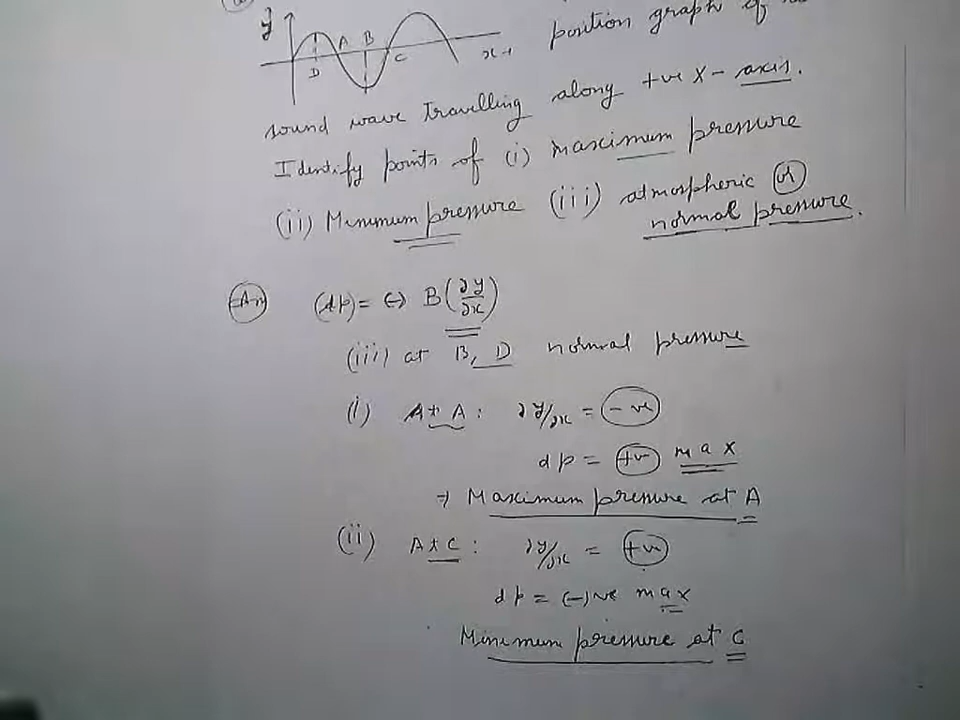 y
A B
D C x→
position graph of
sound wave travelling along +ve x- axis.
Identify points of (i) maximum pressure
(ii) Minimum pressure (iii) atmospheric or
normal pressure.
An (dp) = (-) B(∂y/∂x)
(iii) at B, D normal pressure
(i) At A: ∂y/∂x = -ve
dp = +ve max
⇒ Maximum pressure at A
(ii) At C: ∂y/∂x = +ve
dp = (-)ve max
Minimum pressure at C